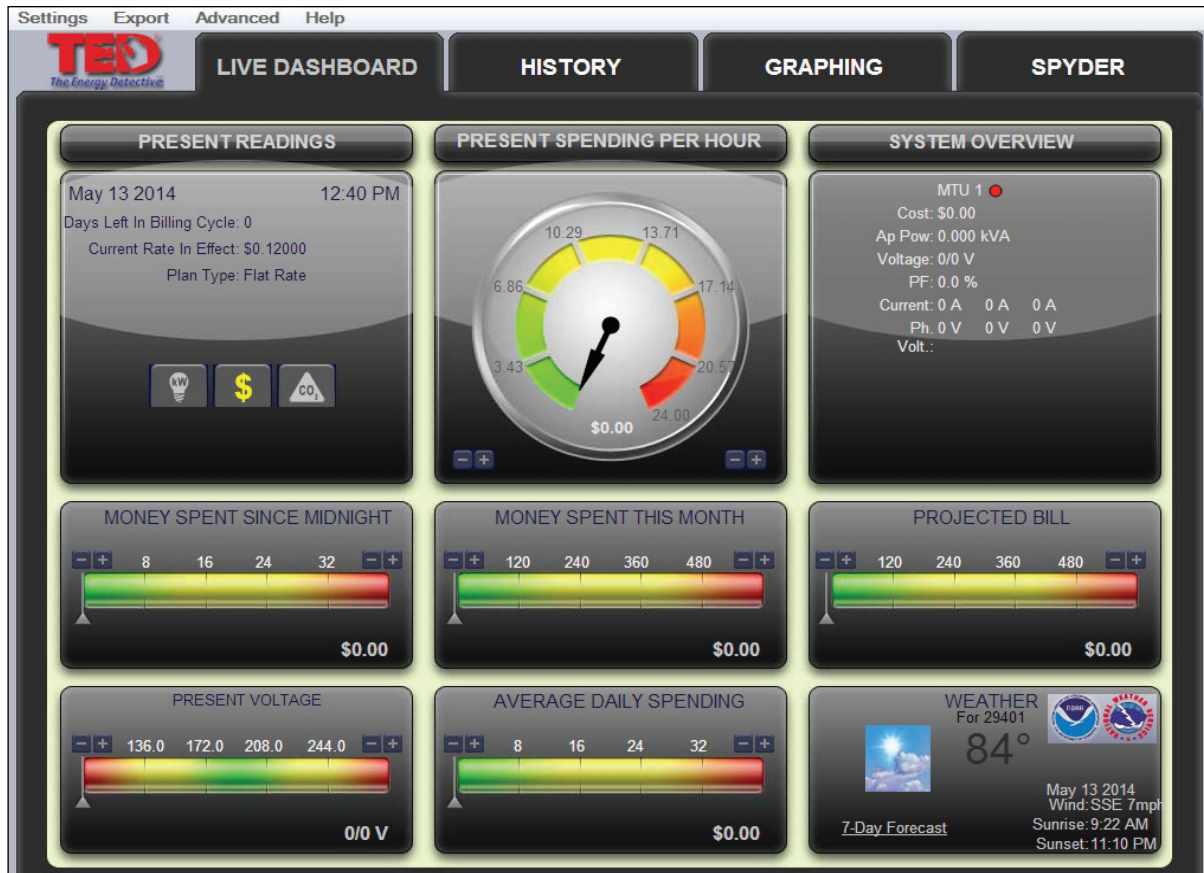 Settings Export Advanced Help
TED
The Energy Detective
LIVE DASHBOARD
HISTORY
GRAPHING
SPYDER
PRESENT READINGS
May 13 2014 12:40 PM
Days Left In Billing Cycle: 0
Current Rate In Effect: $0.12000
Plan Type: Flat Rate
kW
$
CO2
PRESENT SPENDING PER HOUR
10.29 13.71
6.86 17.14
3.43 20.57
24.00
$0.00
− + − +
SYSTEM OVERVIEW
MTU 1
Cost: $0.00
Ap Pow: 0.000 kVA
Voltage: 0/0 V
PF: 0.0 %
Current: 0 A 0 A 0 A
Ph. 0 V 0 V 0 V
Volt.:
MONEY SPENT SINCE MIDNIGHT
− + 8 16 24 32 − +
$0.00
MONEY SPENT THIS MONTH
− + 120 240 360 480 − +
$0.00
PROJECTED BILL
− + 120 240 360 480 − +
$0.00
PRESENT VOLTAGE
− + 136.0 172.0 208.0 244.0 − +
0/0 V
AVERAGE DAILY SPENDING
− + 8 16 24 32 − +
$0.00
WEATHER
For 29401
84°
NOAA
May 13 2014
Wind: SSE 7mph
7-Day Forecast
Sunrise: 9:22 AM
Sunset: 11:10 PM